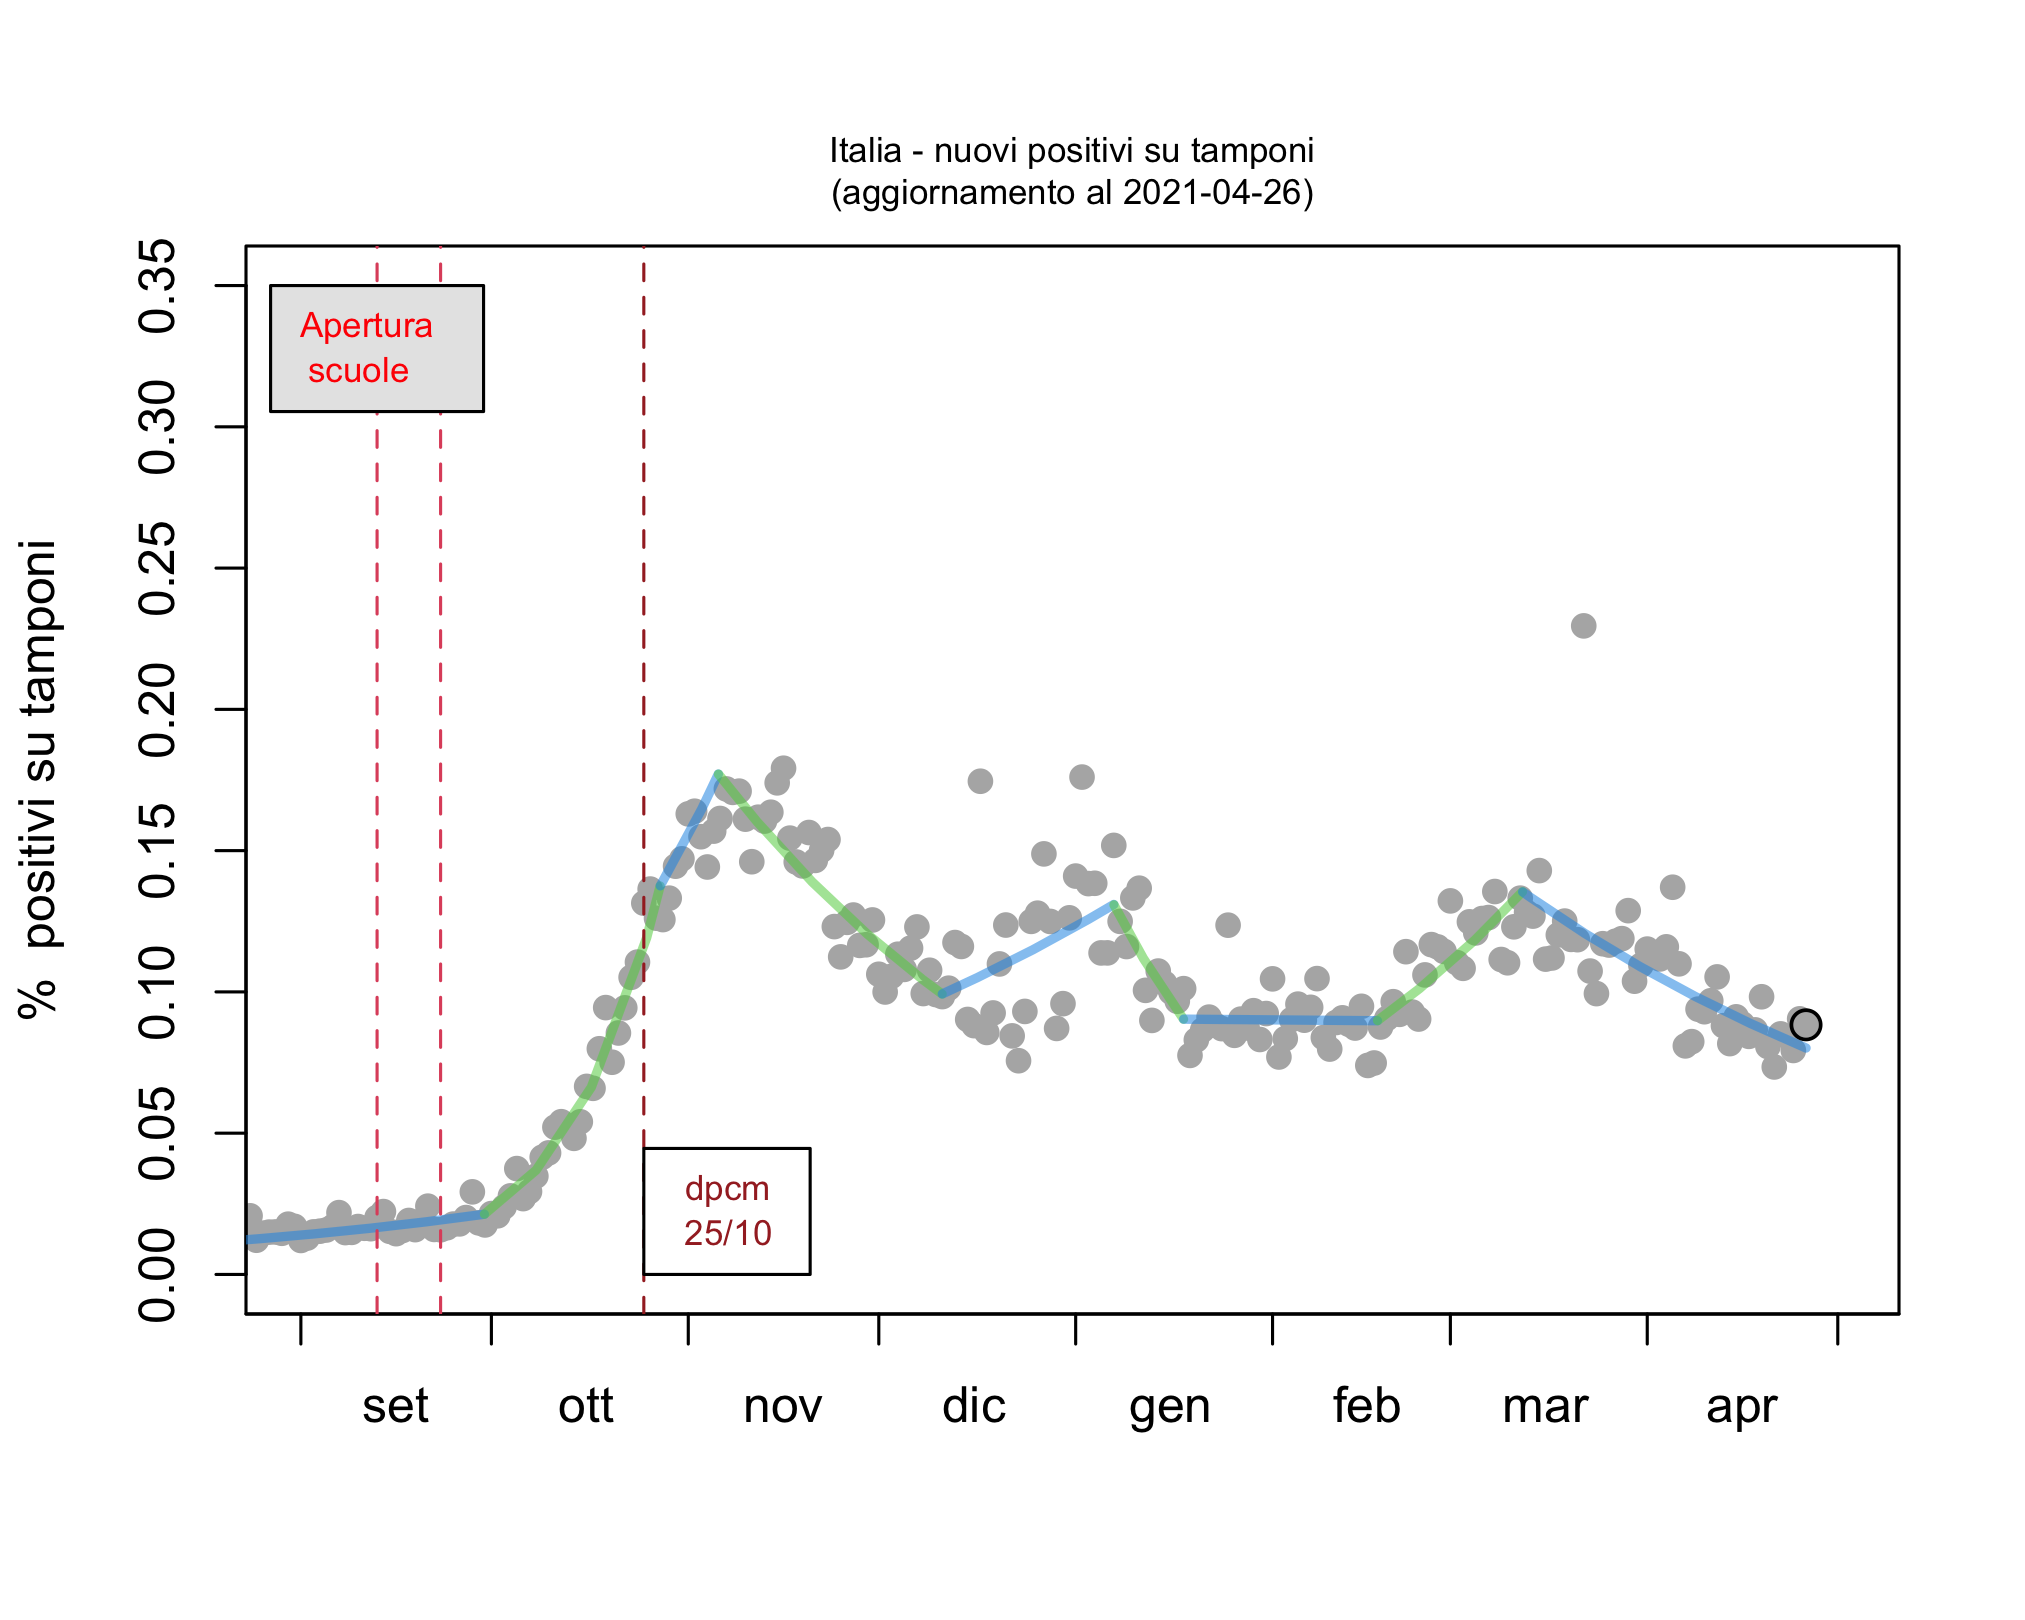 Italia - nuovi positivi su tamponi
(aggiornamento al 2021-04-26)
% positivi su tamponi
0.35
0.30
0.25
0.20
0.15
0.10
0.05
0.00
Apertura
scuole
dpcm
25/10
set ott nov dic gen feb mar apr